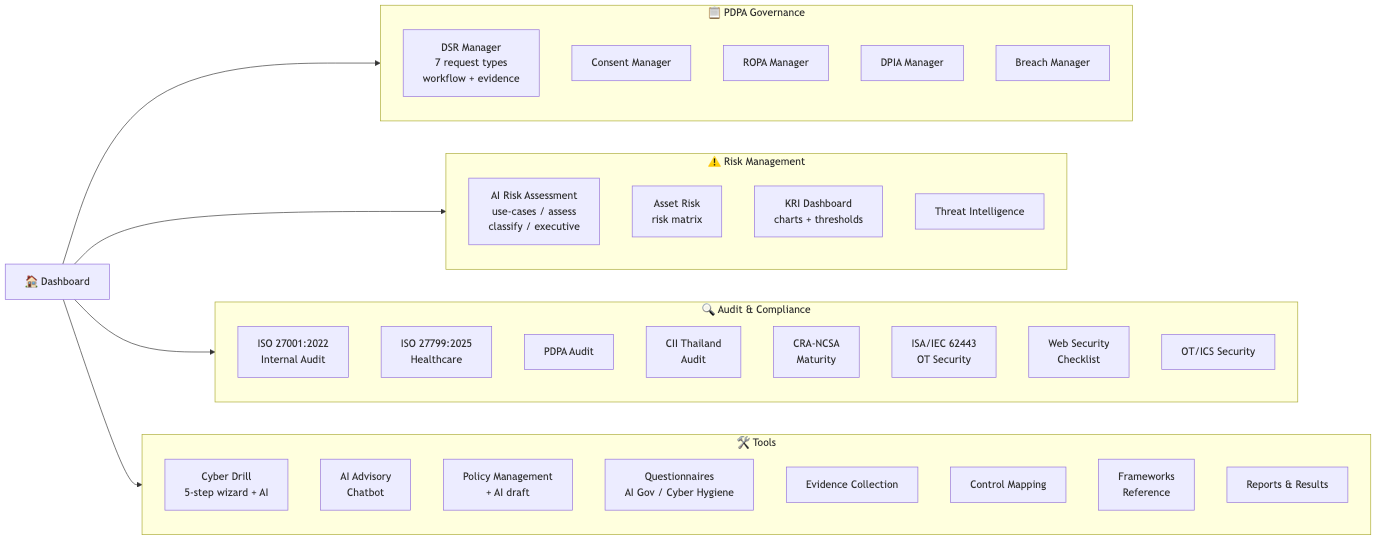 📋 PDPA Governance
DSR Manager
7 request types
workflow + evidence
Consent Manager
ROPA Manager
DPIA Manager
Breach Manager
⚠️ Risk Management
AI Risk Assessment
use-cases / assess
classify / executive
Asset Risk
risk matrix
KRI Dashboard
charts + thresholds
Threat Intelligence
🏠 Dashboard
🔍 Audit & Compliance
ISO 27001:2022
Internal Audit
ISO 27799:2025
Healthcare
PDPA Audit
CII Thailand
Audit
CRA-NCSA
Maturity
ISA/IEC 62443
OT Security
Web Security
Checklist
OT/ICS Security
🛠️ Tools
Cyber Drill
5-step wizard + AI
AI Advisory
Chatbot
Policy Management
+ AI draft
Questionnaires
AI Gov / Cyber Hygiene
Evidence Collection
Control Mapping
Frameworks
Reference
Reports & Results